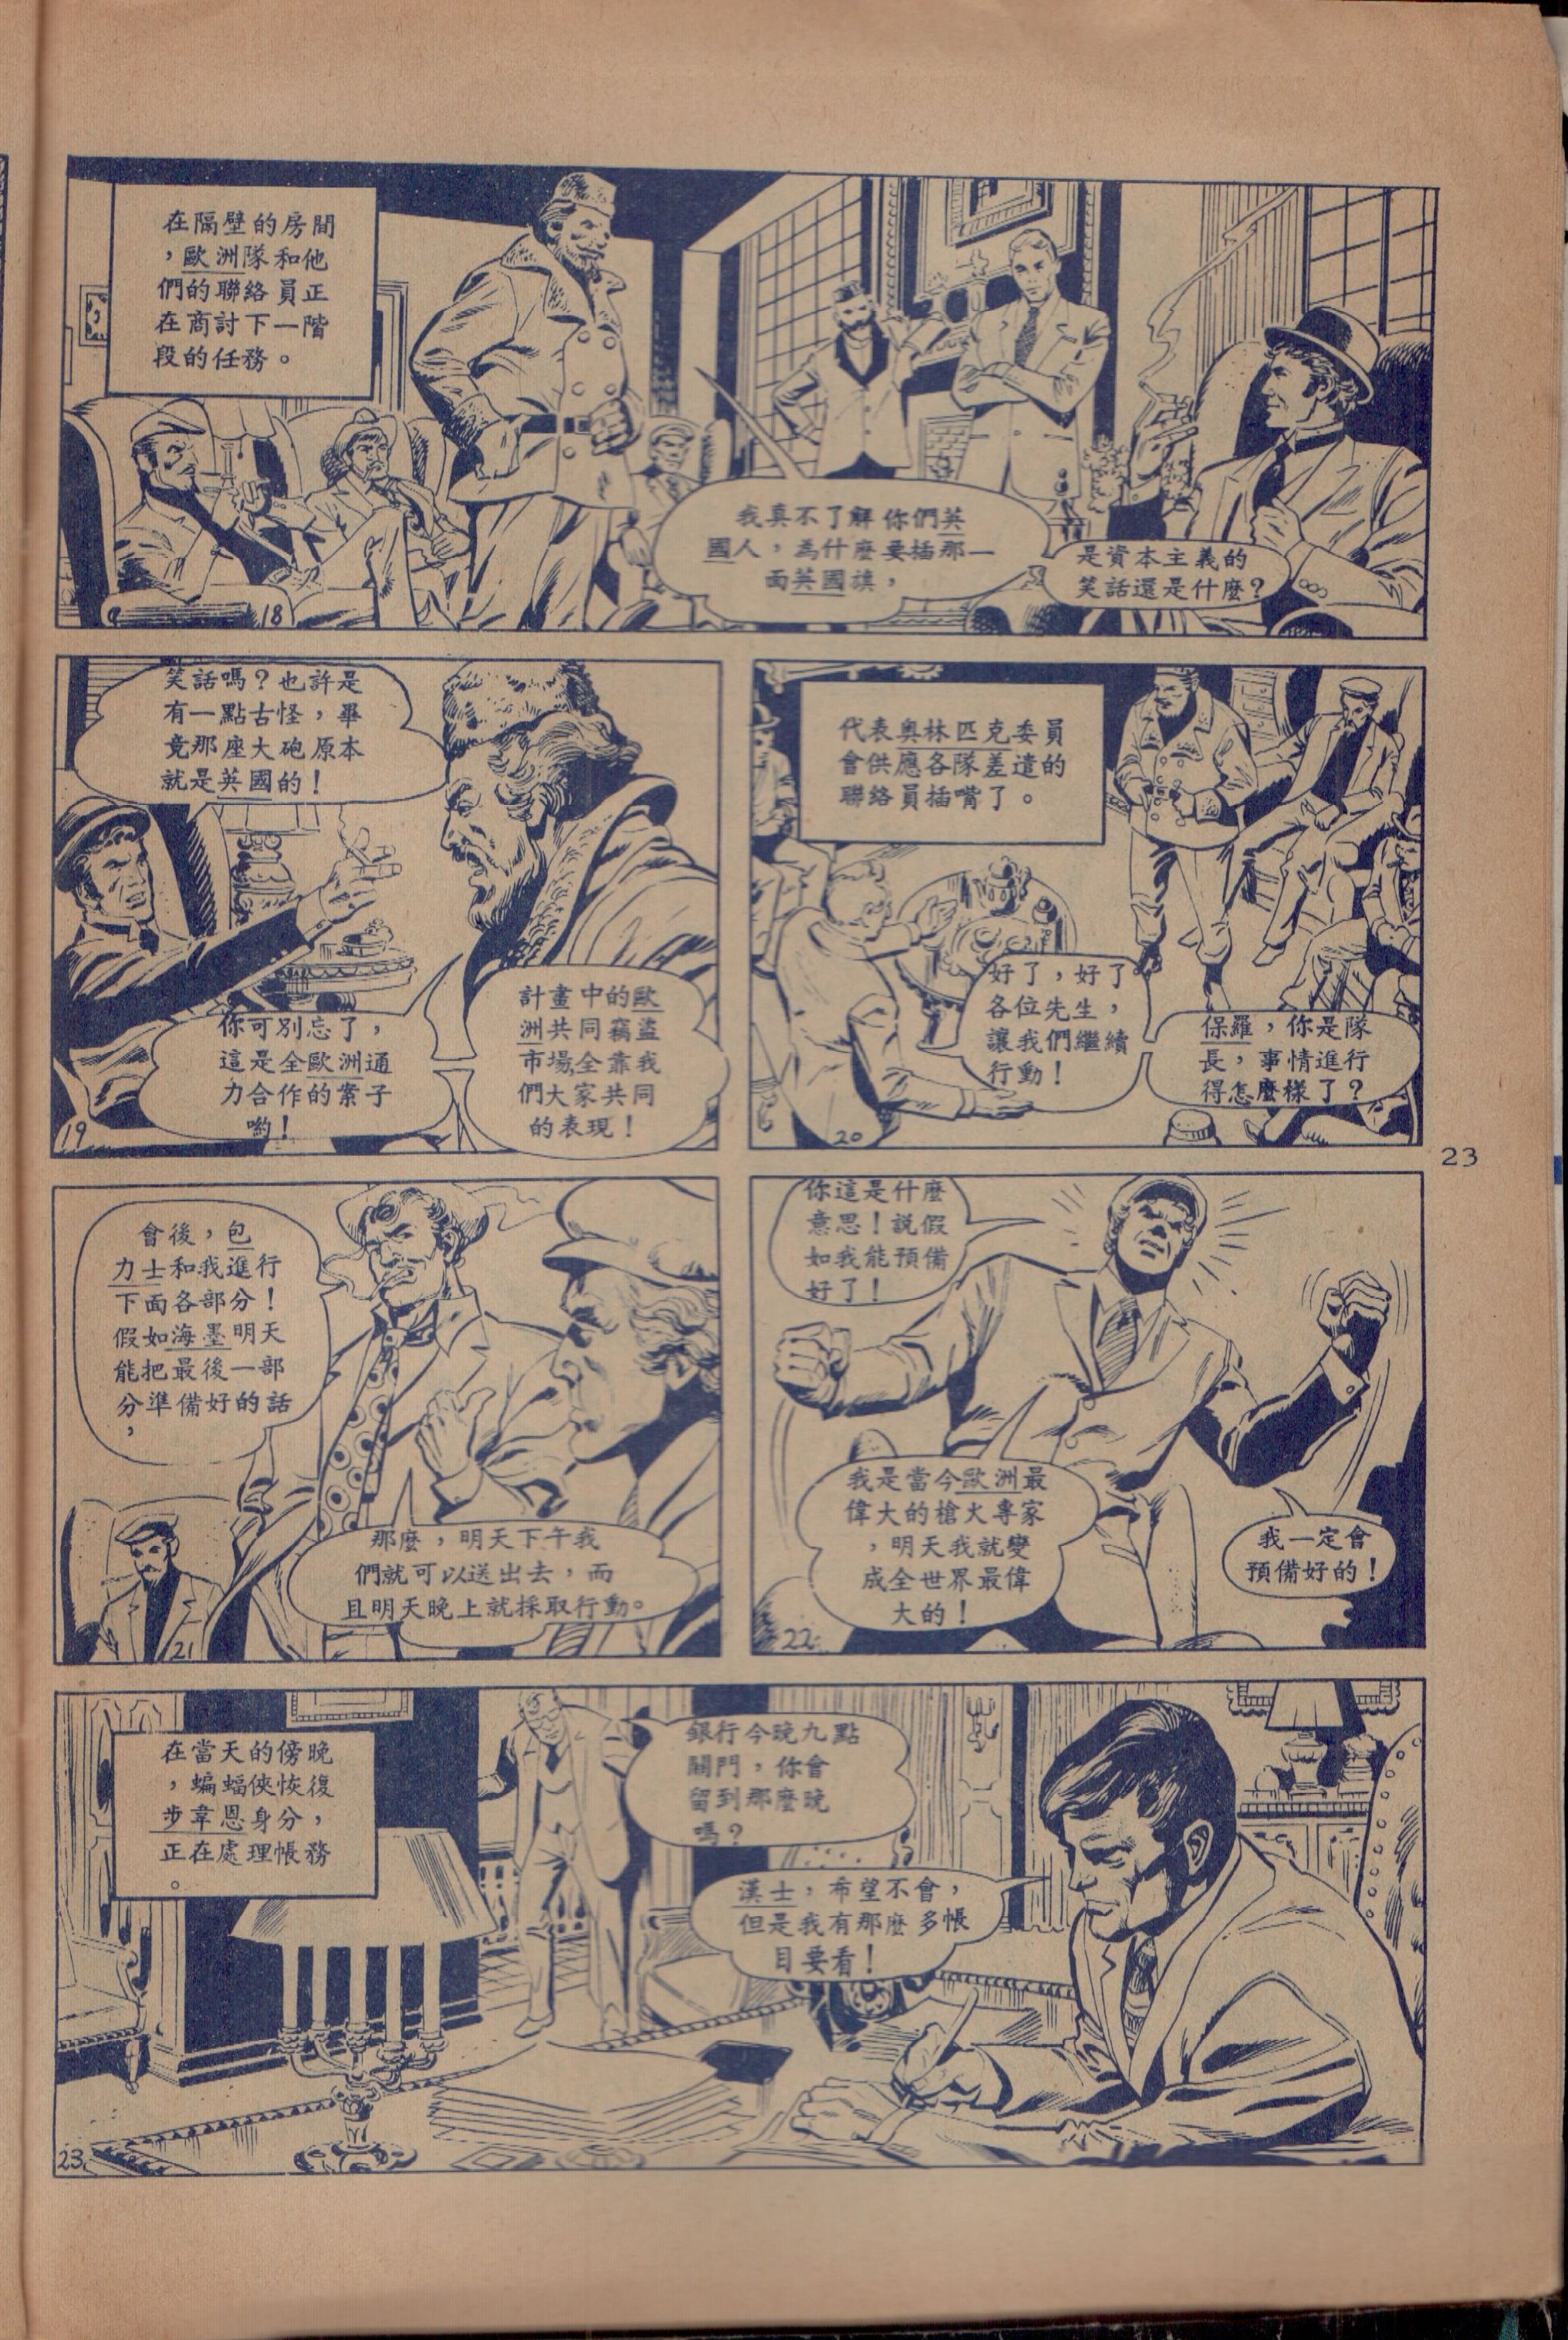 在隔壁的房間
，歐洲隊和他
們的聯絡員正
在商討下一階
段的任務。
我真不了解你們英
國人，為什麼要插那一
面英國旗，
是資本主義的
笑話還是什麼？
18
笑話嗎？也許是
有一點古怪，畢
竟那座大砲原本
就是英國的！
你可別忘了，
這是全歐洲通
力合作的案子
喲！
計畫中的歐
洲共同竊盜
市場，全靠我
們大家共同
的表現！
19
代表奧林匹克委員
會供應各隊差遣的
聯絡員插嘴了。
好了，好了
各位先生，
讓我們繼續
行動！
保羅，你是隊
長，事情進行
得怎麼樣了？
20
23
會後，包
力士和我進行
下面各部分！
假如海墨明天
能把最後一部
分準備好的話
，
那麼，明天下午我
們就可以送出去，而
且明天晚上就採取行動。
21
你這是什麼
意思！說假
如我能預備
好了！
我是當今歐洲最
偉大的槍火專家
，明天我就變
成全世界最偉
大的！
我一定會
預備好的！
22
在當天的傍晚
，蝙蝠俠恢復
步韋恩身分，
正在處理帳務
。
銀行今晚九點
關門，你會
留到那麼晚
嗎？
漢士，希望不會，
但是我有那麼多帳
目要看！
23